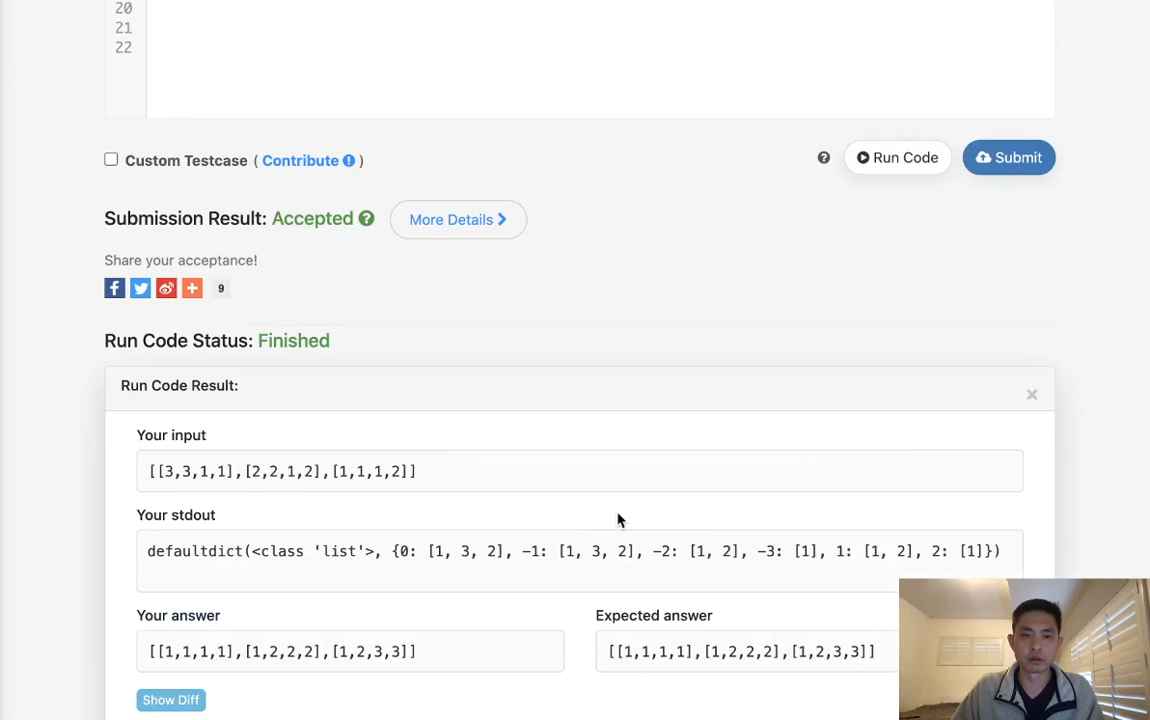 20
21
22
Custom Testcase ( Contribute )
Run Code
Submit
Submission Result: Accepted
More Details
Share your acceptance!
9
Run Code Status: Finished
Run Code Result:
Your input
[[3,3,1,1],[2,2,1,2],[1,1,1,2]]
Your stdout
defaultdict(<class 'list'>, {0: [1, 3, 2], −1: [1, 3, 2], −2: [1, 2], −3: [1], 1: [1, 2], 2: [1]})
Your answer
Expected answer
[[1,1,1,1],[1,2,2,2],[1,2,3,3]]
[[1,1,1,1],[1,2,2,2],[1,2,3,3]]
Show Diff